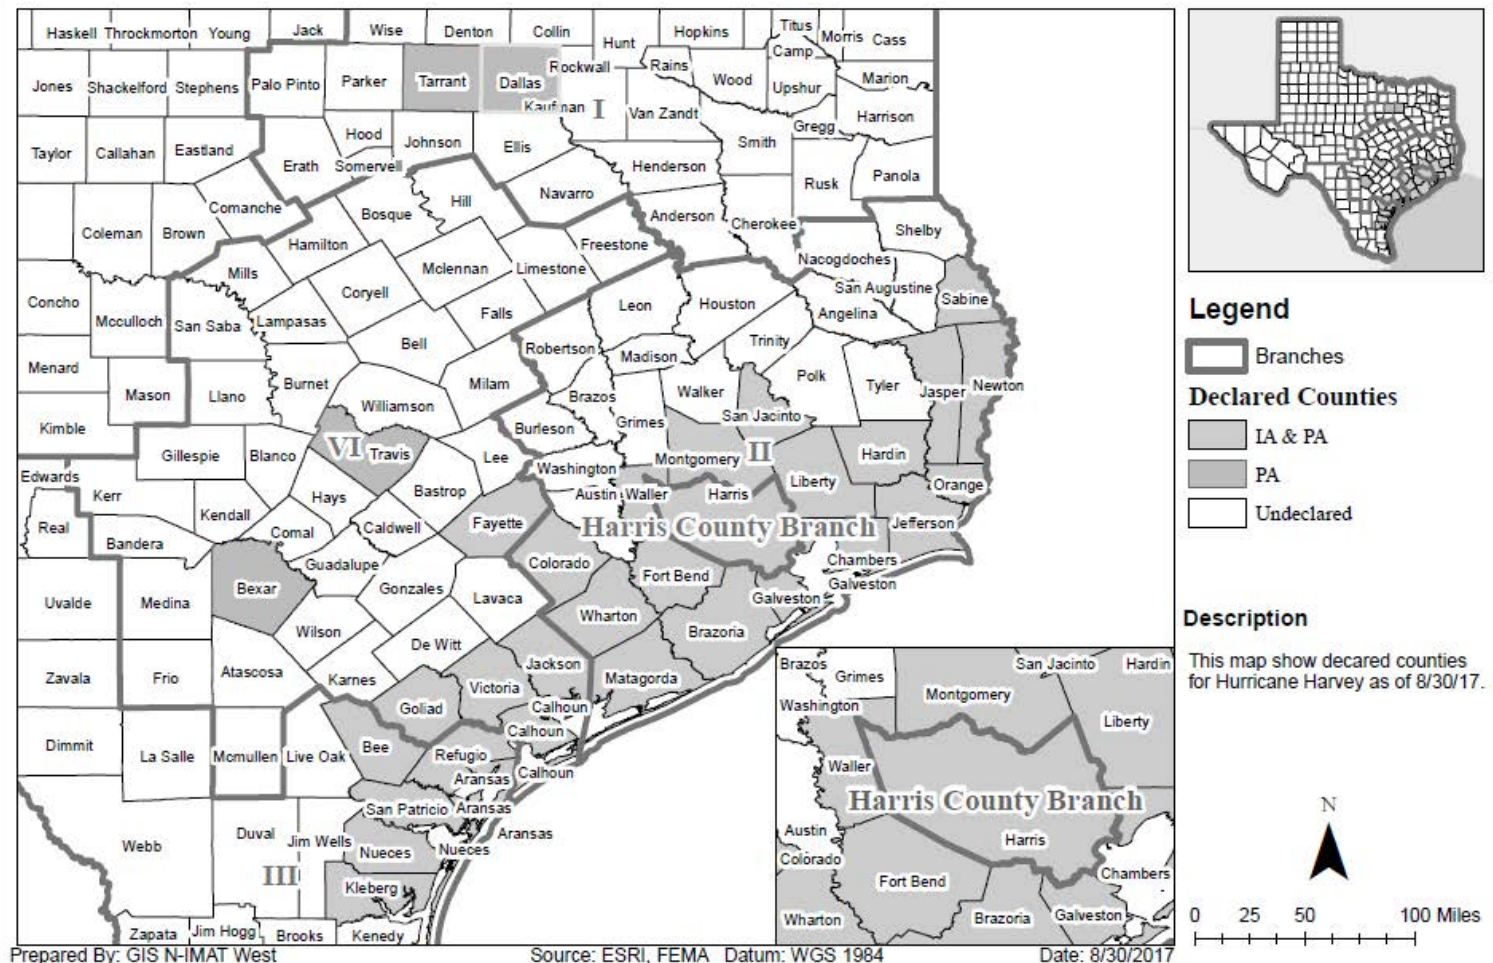 Haskell Throckmorton Young Jack Wise Denton Collin Hunt Hopkins Titus Morris Cass
Camp
Jones Shackelford Stephens Palo Pinto Parker Tarrant Dallas Rockwall Rains Wood Upshur Marion
Kaufman I Van Zandt Harrison
Taylor Callahan Eastland Erath Hood Somervell Johnson Ellis Henderson Smith Gregg Rusk Panola
Comanche Bosque Hill Navarro Anderson Cherokee Shelby
Coleman Brown Hamilton Freestone Nacogdoches
Mills Mclennan Limestone San Augustine
Concho Mcculloch San Saba Lampasas Coryell Falls Leon Houston Angelina Sabine
Menard Bell Robertson Madison Trinity
Mason Llano Burnet Milam Brazos Walker Polk Tyler Jasper Newton
Kimble Williamson Burleson Grimes San Jacinto
Gillespie Blanco VI Travis Lee Washington Montgomery II Hardin
Edwards Kerr Hays Bastrop Austin Waller Harris Liberty Orange
Real Kendall Comal Caldwell Fayette Harris County Branch Jefferson
Bandera Guadalupe Colorado Chambers
Uvalde Medina Bexar Gonzales Lavaca Fort Bend Galveston Galveston
Wilson De Witt Wharton Brazoria
Zavala Frio Atascosa Karnes Jackson Matagorda
Goliad Victoria Calhoun
Dimmit La Salle Mcmullen Live Oak Bee Refugio Calhoun
Aransas Calhoun
San Patricio Aransas
Webb Duval Jim Wells Nueces Nueces Aransas
III Kleberg
Zapata Jim Hogg Brooks Kenedy
Brazos Grimes San Jacinto Hardin
Washington Montgomery Liberty
Waller
Harris County Branch
Austin Harris
Colorado Fort Bend Chambers
Wharton Brazoria Galveston
Legend
Branches
Declared Counties
IA & PA
PA
Undeclared
Description
This map show decared counties
for Hurricane Harvey as of 8/30/17.
N
0 25 50 100 Miles
Prepared By: GIS N-IMAT West Source: ESRI, FEMA Datum: WGS 1984 Date: 8/30/2017